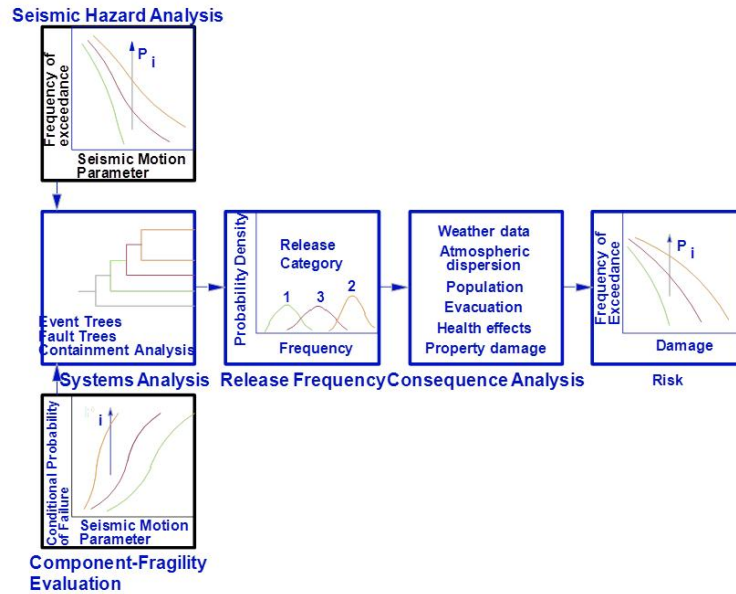 Seismic Hazard Analysis
Frequency of
exceedance
P i
Seismic Motion
Parameter
Event Trees
Fault Trees
Containment Analysis
Systems Analysis
Probability Density
Release
Category
1 3 2
Frequency
Release Frequency
Weather data
Atmospheric
dispersion
Population
Evacuation
Health effects
Property damage
Consequence Analysis
Frequency of
Exceedance
P i
Damage
Risk
Conditional Probability
of Failure
i
Seismic Motion
Parameter
Component-Fragility
Evaluation